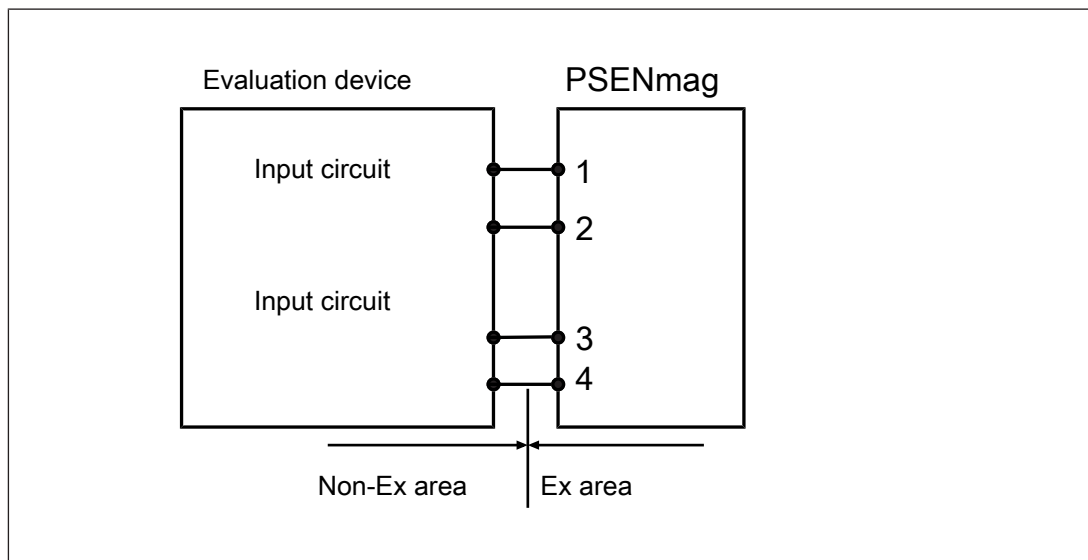 Evaluation device
PSENmag
Input circuit
1
2
Input circuit
3
4
Non-Ex area
Ex area